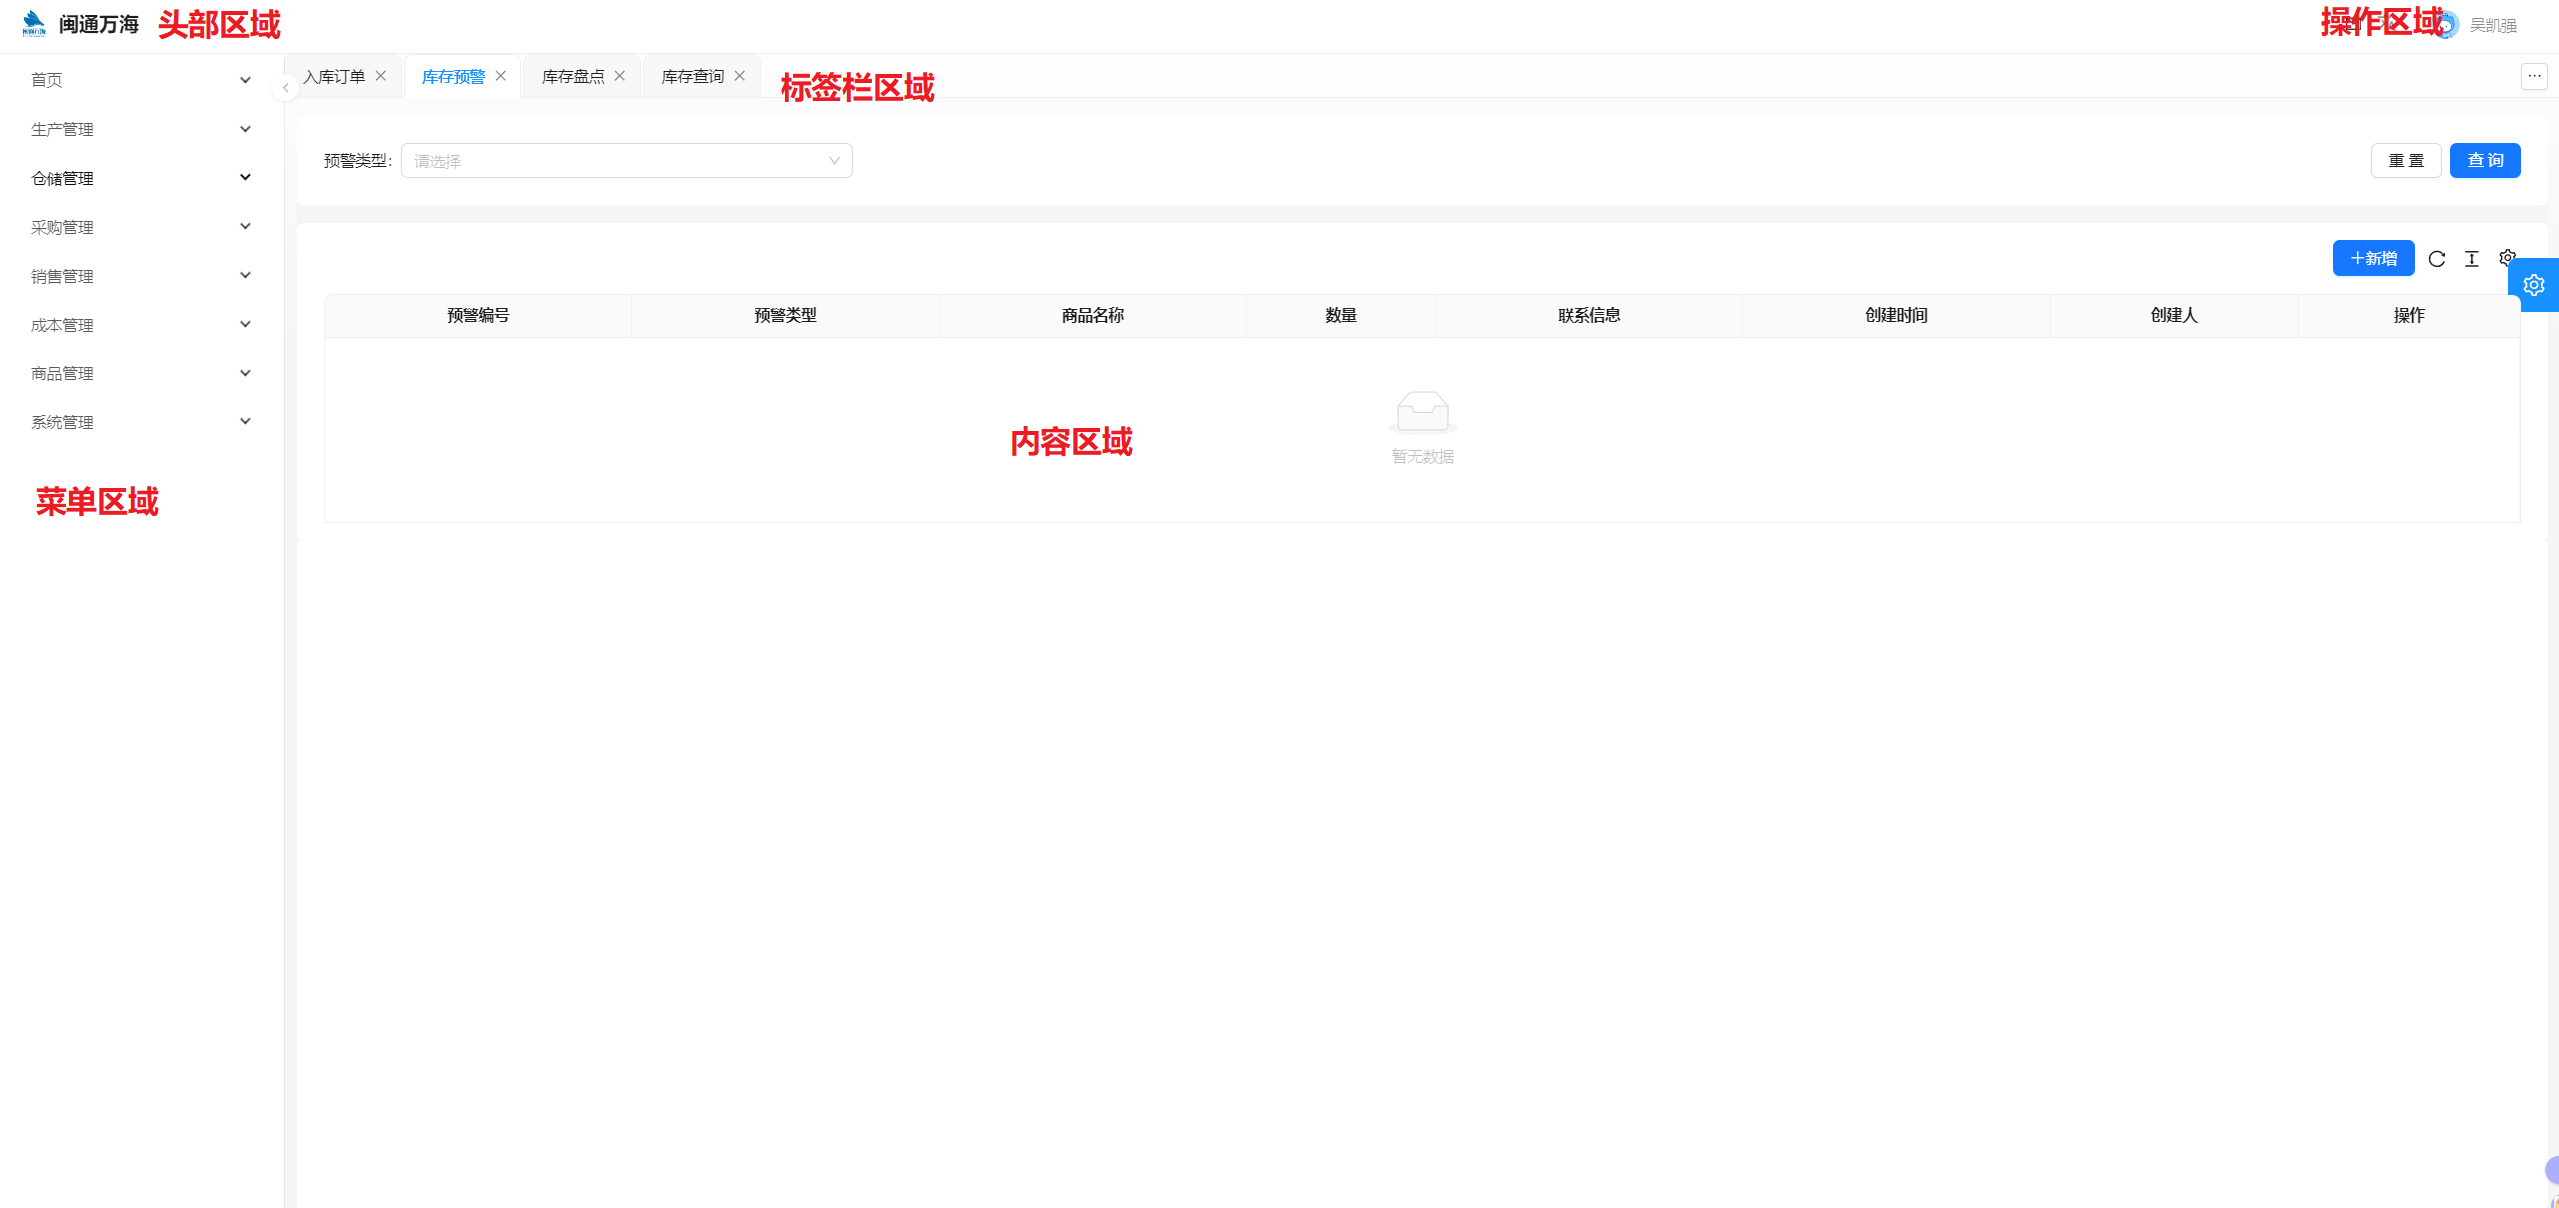 闽通万海
头部区域
操作区域
吴凯强
首页
生产管理
仓储管理
采购管理
销售管理
成本管理
商品管理
系统管理
菜单区域
入库订单
库存预警
库存盘点
库存查询
标签栏区域
预警类型:
请选择
重 置
查 询
新增
预警编号
预警类型
商品名称
数量
联系信息
创建时间
创建人
操作
内容区域
暂无数据